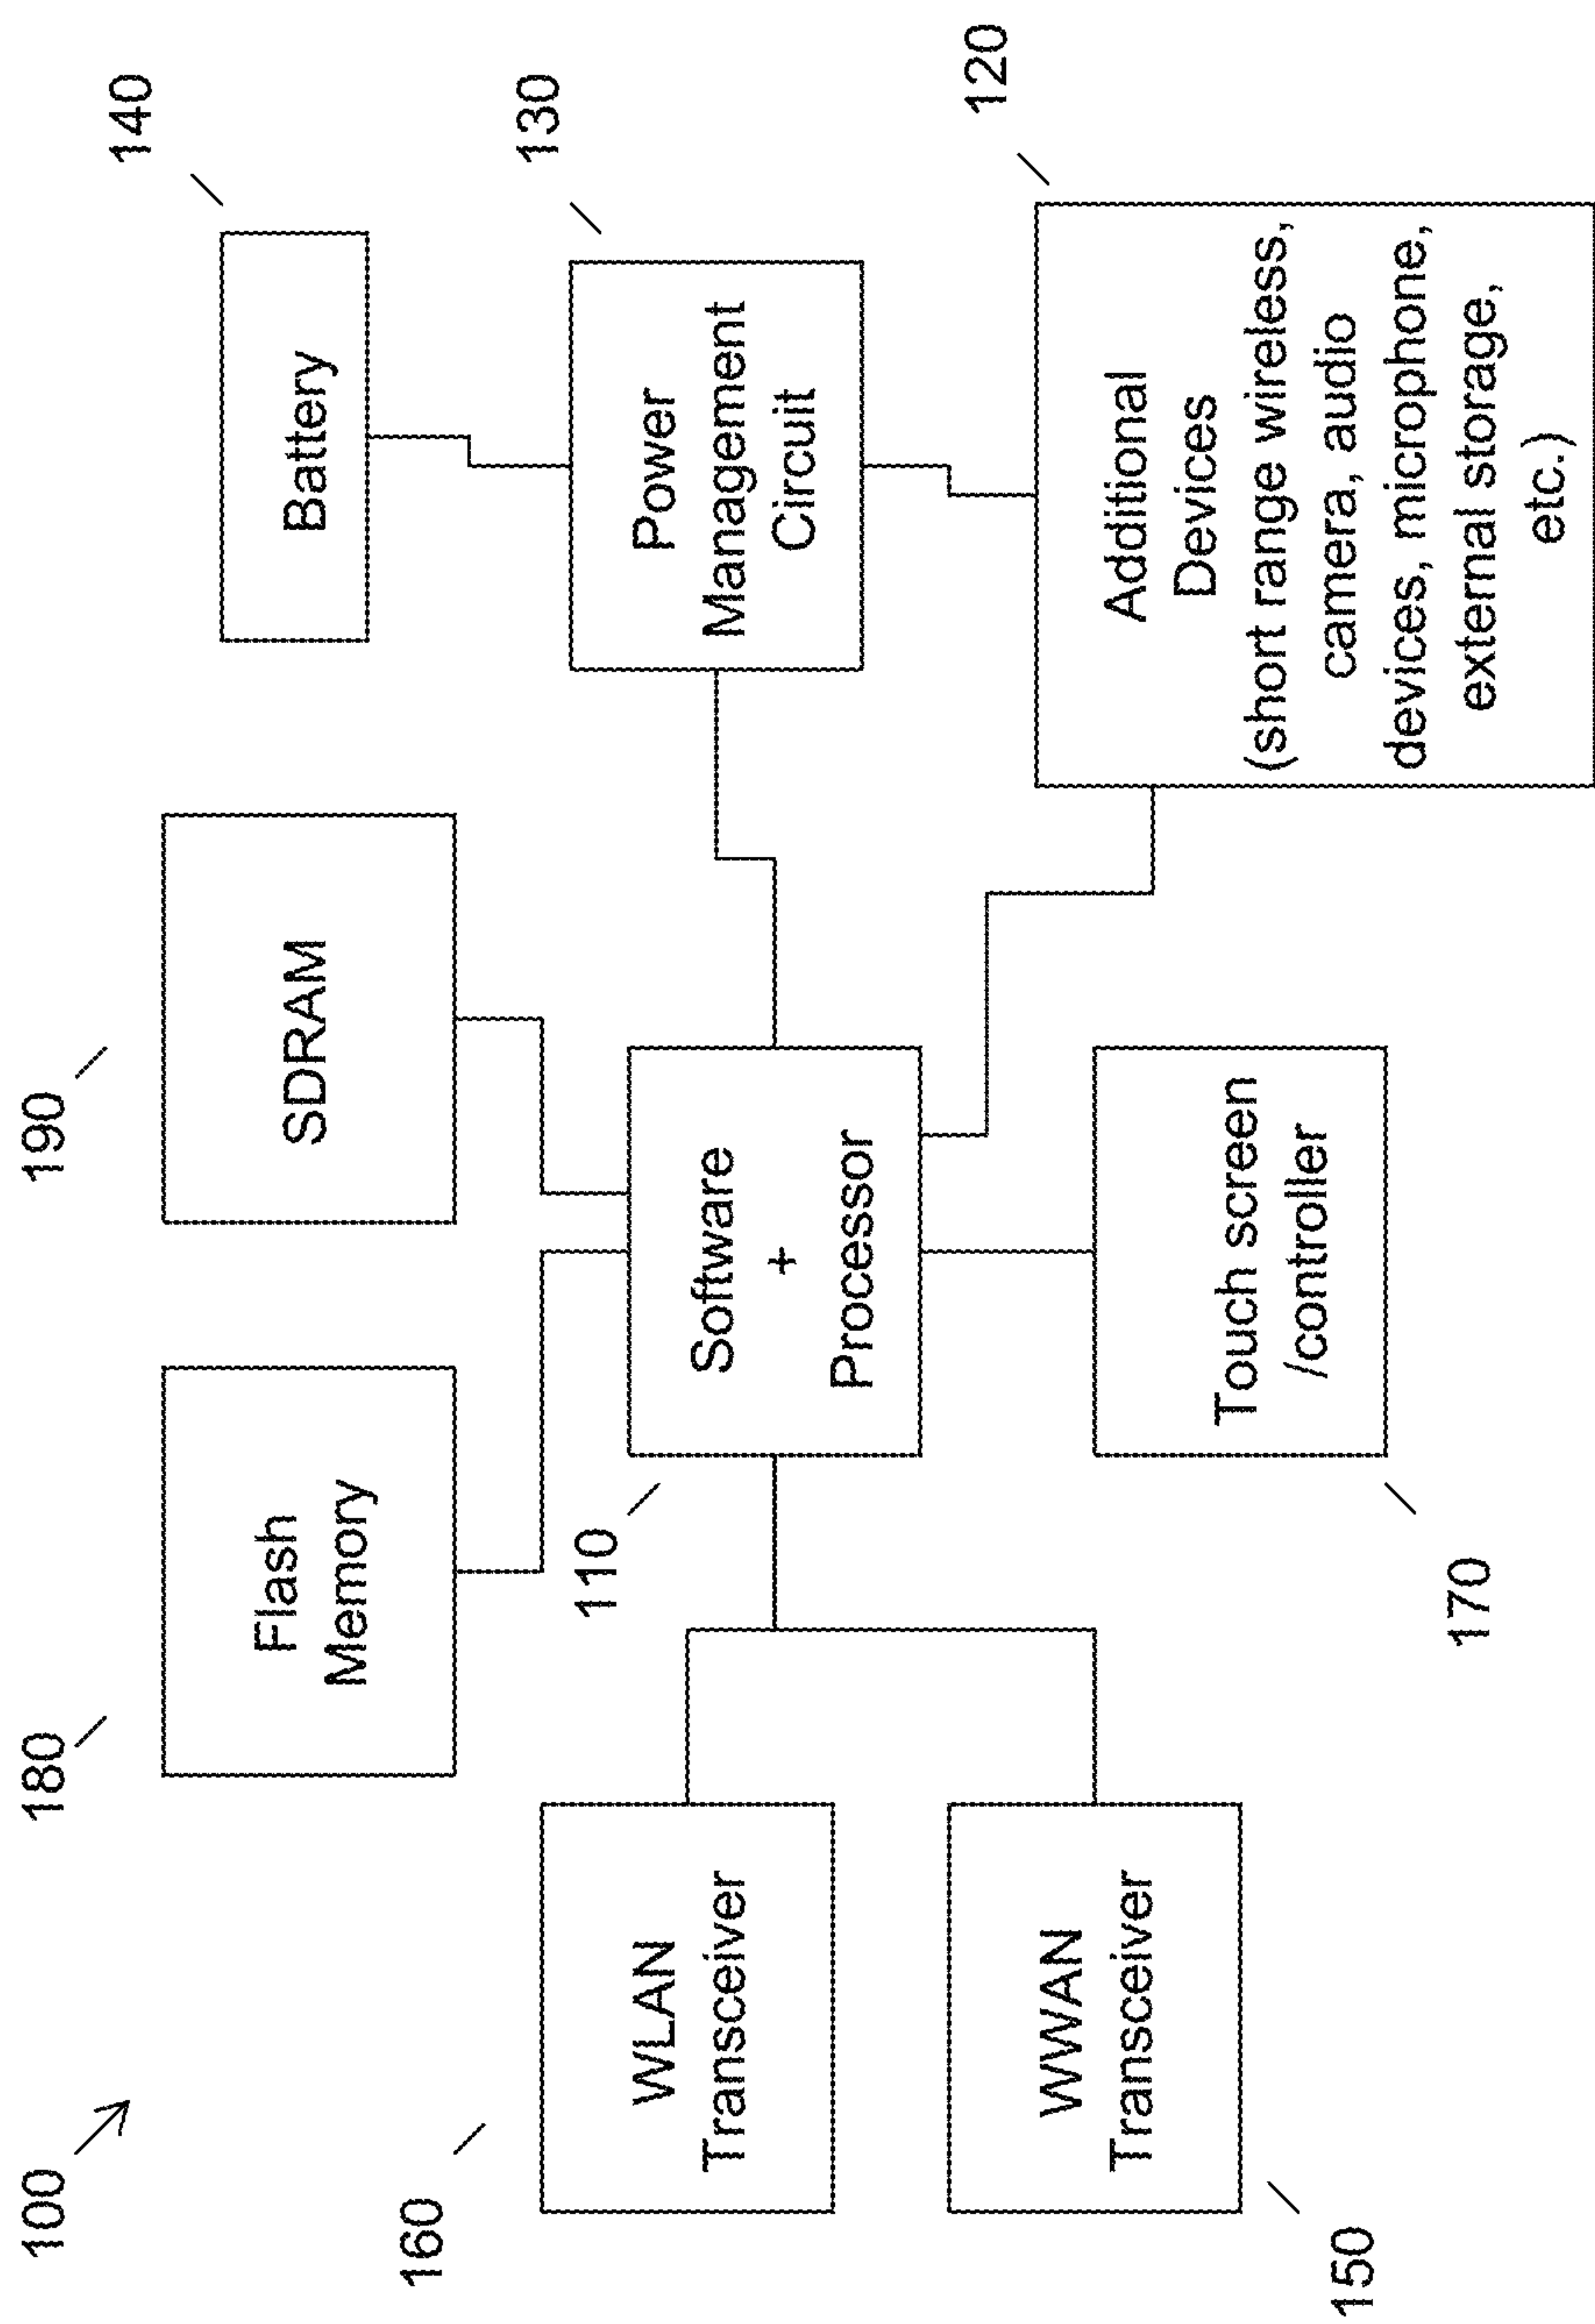 100
180
Flash
Memory
190
SDRAM
140
Battery
160
WLAN
Transceiver
110
Software
+
Processor
130
Power
Management
Circuit
150
WWAN
Transceiver
170
Touch screen
/controller
120
Additional
Devices
(short range wireless,
camera, audio
devices, microphone,
external storage,
etc.)